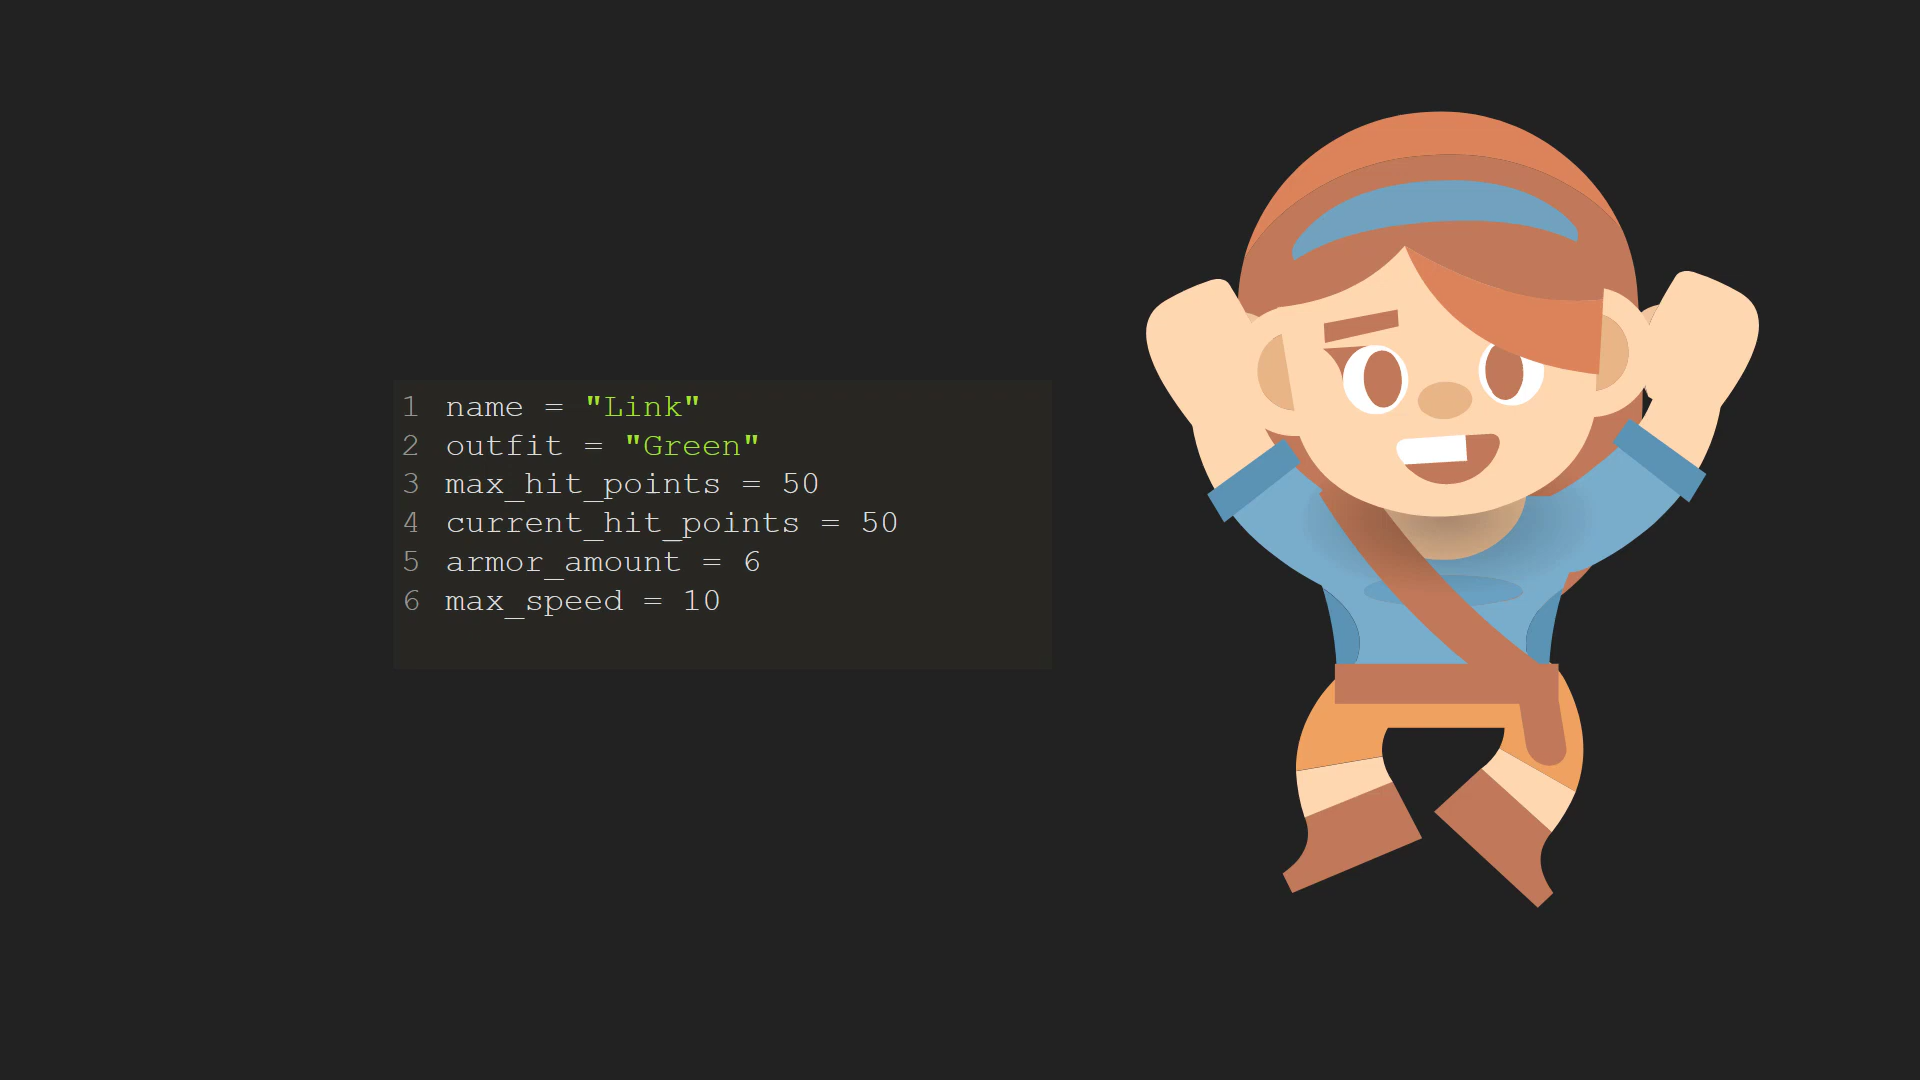 1 name = "Link"
2 outfit = "Green"
3 max_hit_points = 50
4 current_hit_points = 50
5 armor_amount = 6
6 max_speed = 10